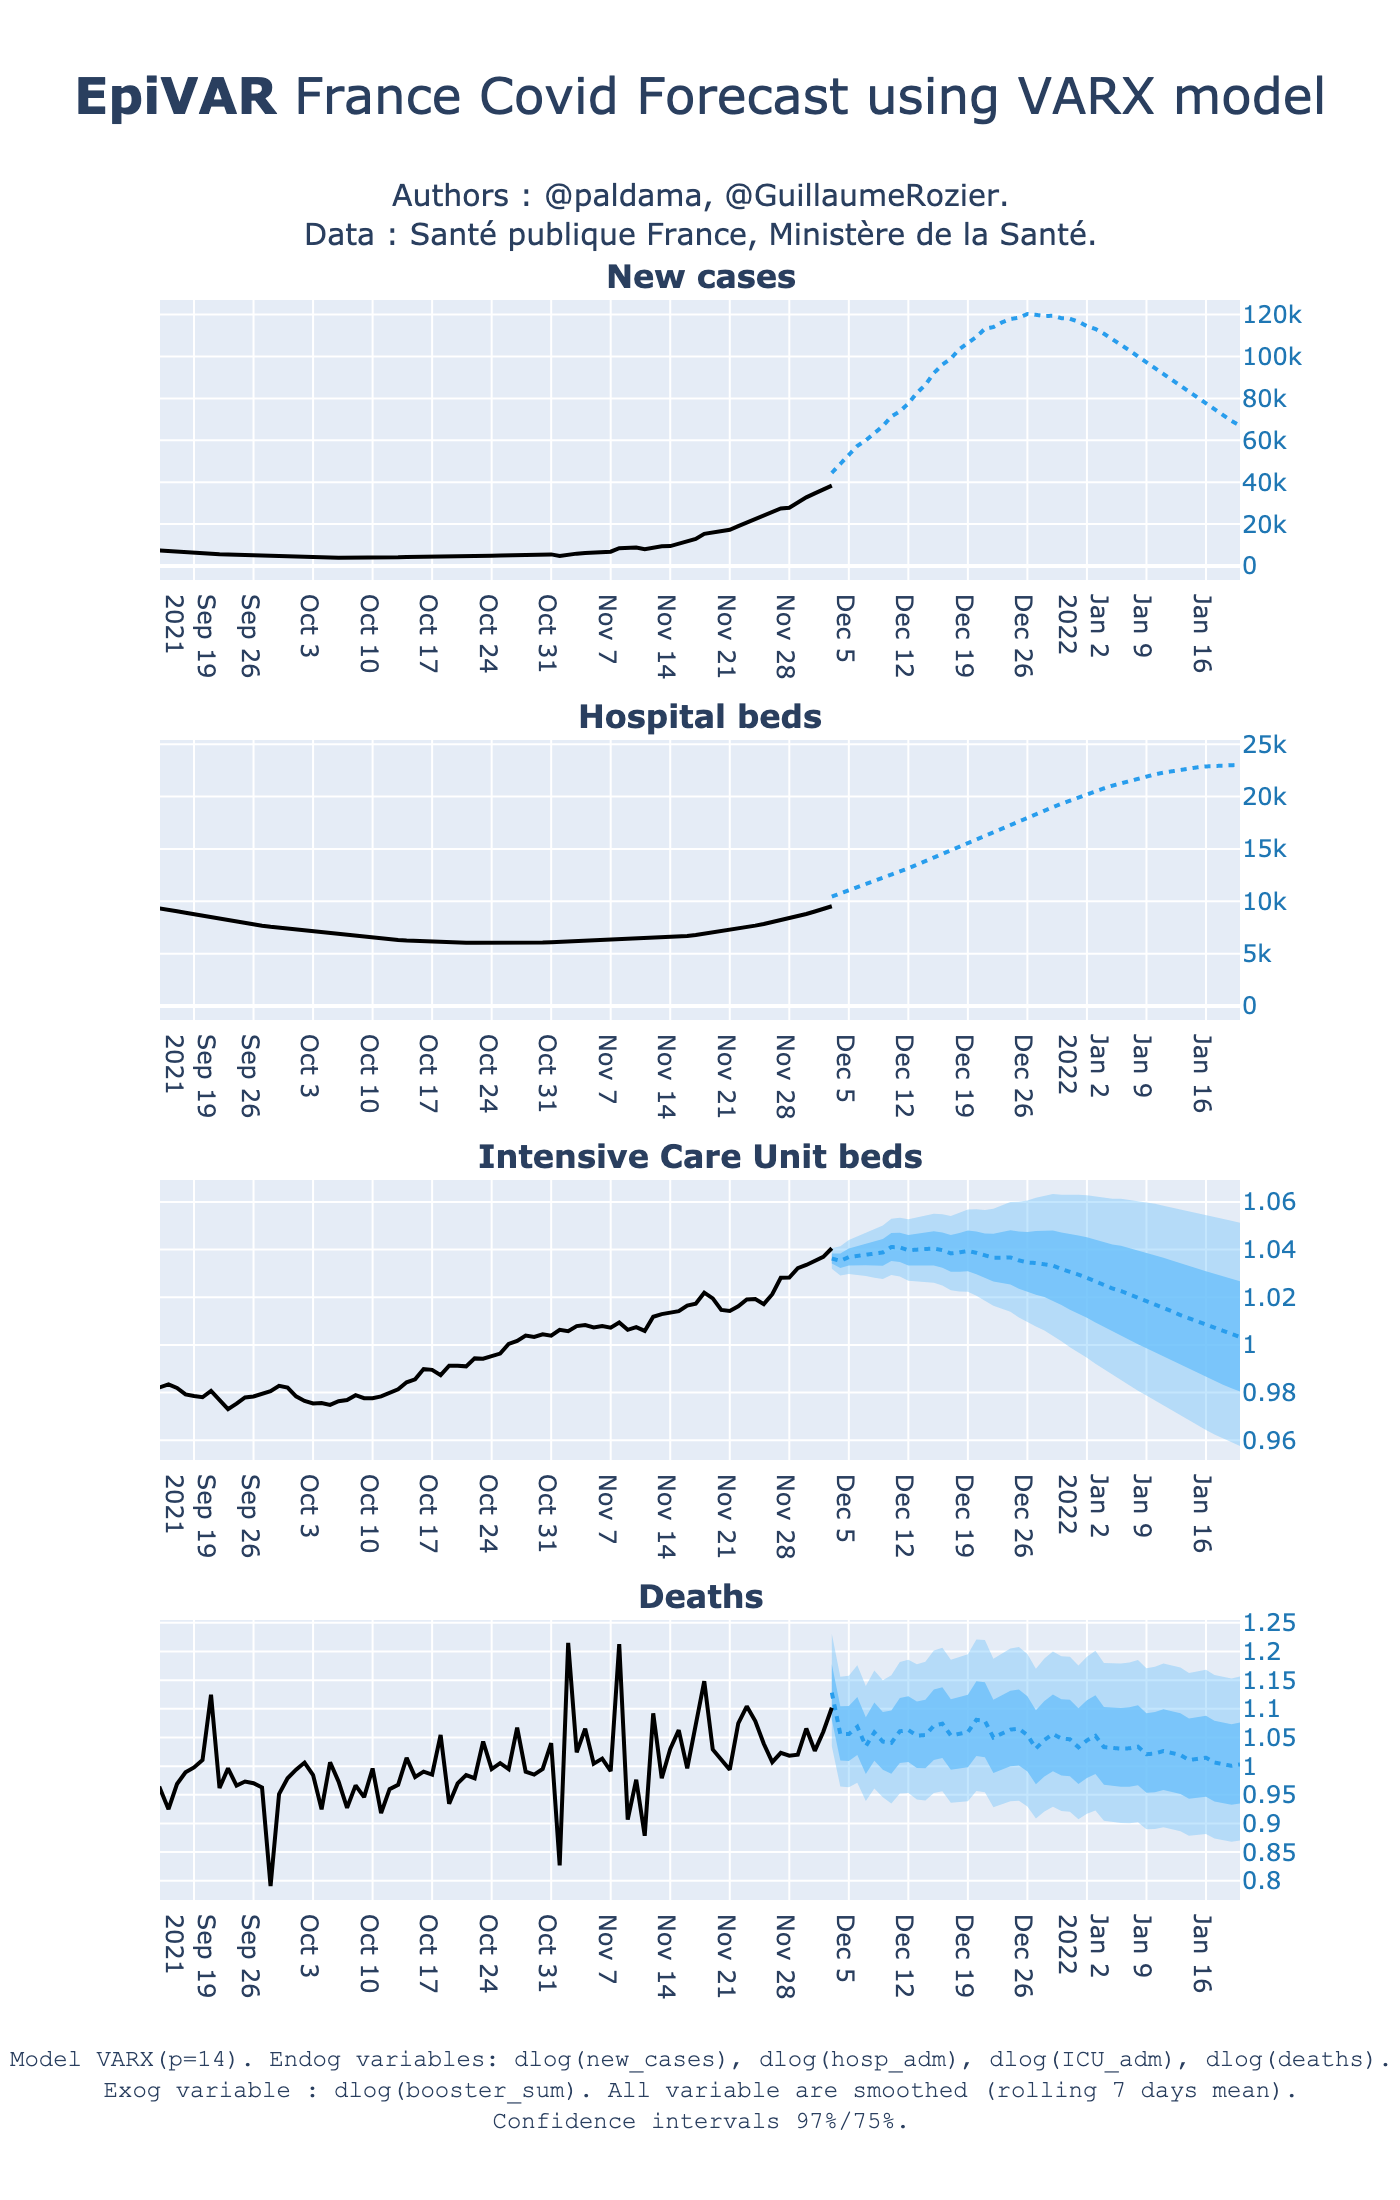 EpiVAR France Covid Forecast using VARX model
Authors : @paldama, @GuillaumeRozier.
Data : Santé publique France, Ministère de la Santé.
New cases
120k
100k
80k
60k
40k
20k
0
Sep 19
2021
Sep 26
Oct 3
Oct 10
Oct 17
Oct 24
Oct 31
Nov 7
Nov 14
Nov 21
Nov 28
Dec 5
Dec 12
Dec 19
Dec 26
Jan 2
2022
Jan 9
Jan 16
Hospital beds
25k
20k
15k
10k
5k
0
Sep 19
2021
Sep 26
Oct 3
Oct 10
Oct 17
Oct 24
Oct 31
Nov 7
Nov 14
Nov 21
Nov 28
Dec 5
Dec 12
Dec 19
Dec 26
Jan 2
2022
Jan 9
Jan 16
Intensive Care Unit beds
1.06
1.04
1.02
1
0.98
0.96
Sep 19
2021
Sep 26
Oct 3
Oct 10
Oct 17
Oct 24
Oct 31
Nov 7
Nov 14
Nov 21
Nov 28
Dec 5
Dec 12
Dec 19
Dec 26
Jan 2
2022
Jan 9
Jan 16
Deaths
1.25
1.2
1.15
1.1
1.05
1
0.95
0.9
0.85
0.8
Sep 19
2021
Sep 26
Oct 3
Oct 10
Oct 17
Oct 24
Oct 31
Nov 7
Nov 14
Nov 21
Nov 28
Dec 5
Dec 12
Dec 19
Dec 26
Jan 2
2022
Jan 9
Jan 16
Model VARX(p=14). Endog variables: dlog(new_cases), dlog(hosp_adm), dlog(ICU_adm), dlog(deaths).
Exog variable : dlog(booster_sum). All variable are smoothed (rolling 7 days mean).
Confidence intervals 97%/75%.